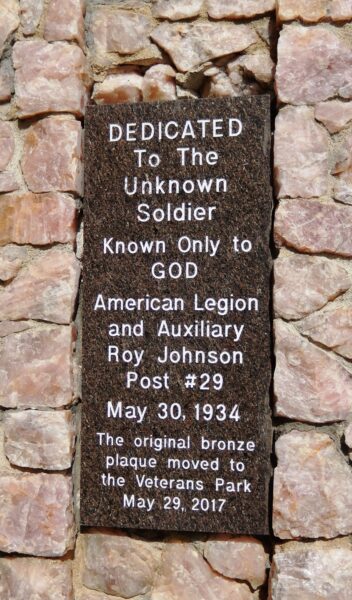 DEDICATED
To The
Unknown
Soldier
Known Only to
GOD
American Legion
and Auxiliary
Roy Johnson
Post #29
May 30, 1934
The original bronze
plaque moved to
the Veterans Park
May 29, 2017